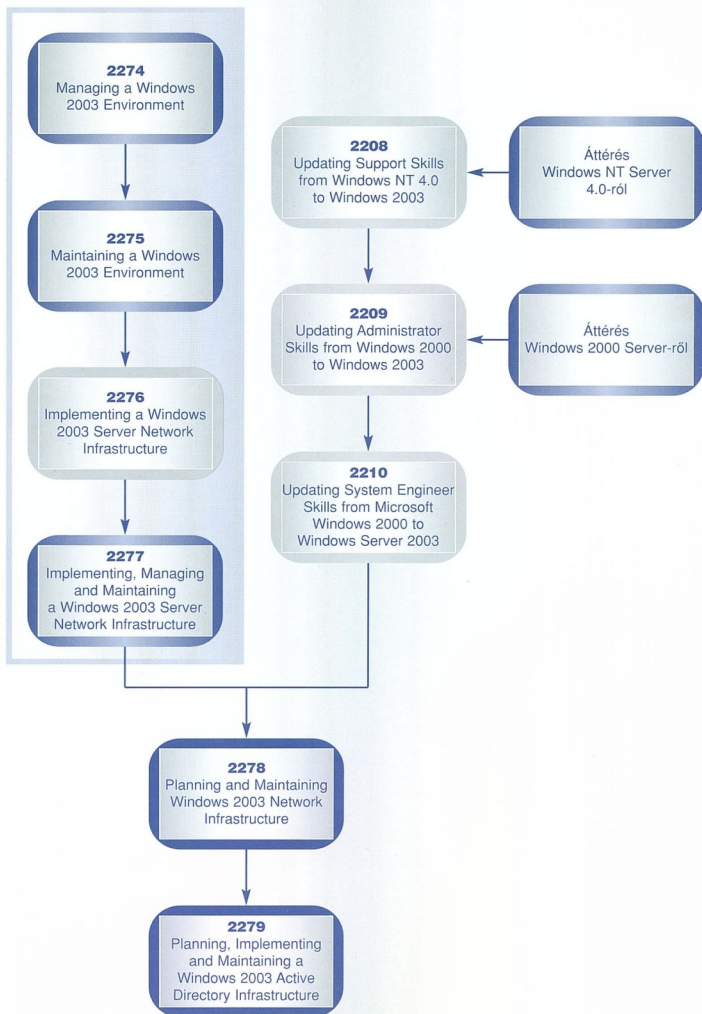 2274
Managing a Windows
2003 Environment
2275
Maintaining a Windows
2003 Environment
2276
Implementing a Windows
2003 Server Network
Infrastructure
2277
Implementing, Managing
and Maintaining
a Windows 2003 Server
Network Infrastructure
2208
Updating Support Skills
from Windows NT 4.0
to Windows 2003
Áttérés
Windows NT Server
4.0-ról
2209
Updating Administrator
Skills from Windows 2000
to Windows 2003
Áttérés
Windows 2000 Server-ről
2210
Updating System Engineer
Skills from Microsoft
Windows 2000 to
Windows Server 2003
2278
Planning and Maintaining
Windows 2003 Network
Infrastructure
2279
Planning, Implementing
and Maintaining a
Windows 2003 Active
Directory Infrastructure